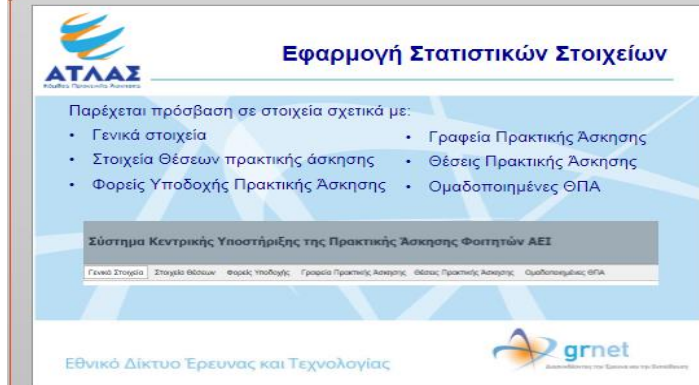 ΑΤΛΑΣ
Εφαρμογή Στατιστικών Στοιχείων
Παρέχεται πρόσβαση σε στοιχεία σχετικά με:
• Γενικά στοιχεία
• Στοιχεία Θέσεων πρακτικής άσκησης
• Φορείς Υποδοχής Πρακτικής Άσκησης
• Γραφεία Πρακτικής Άσκησης
• Θέσεις Πρακτικής Άσκησης
• Ομαδοποιημένες ΘΠΑ
Σύστημα Κεντρικής Υποστήριξης της Πρακτικής Άσκησης Φοιτητών ΑΕΙ
Γενικά Στοιχεία Στοιχεία Θέσεων Φορείς Υποδοχής Γραφεία Πρακτικής Άσκησης Θέσεις Πρακτικής Άσκησης Ομαδοποιημένες ΘΠΑ
Εθνικό Δίκτυο Έρευνας και Τεχνολογίας
grnet